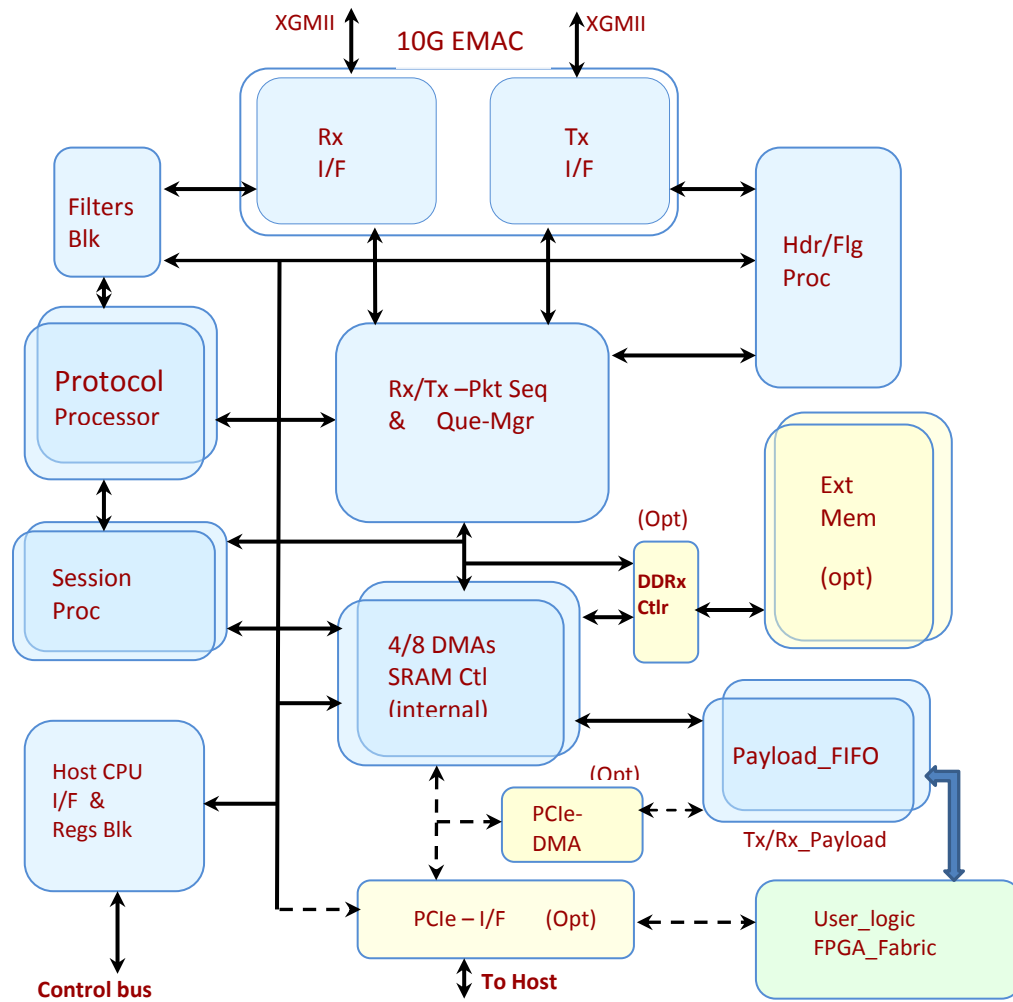 XGMII
XGMII
10G EMAC
Rx
I/F
Tx
I/F
Filters
Blk
Hdr/Flg
Proc
Protocol
Processor
Rx/Tx –Pkt Seq
& Que-Mgr
Ext
Mem
(opt)
(Opt)
DDRx
Ctlr
Session
Proc
4/8 DMAs
SRAM Ctl
(internal)
Payload_FIFO
Host CPU
I/F &
Regs Blk
(Opt)
PCIe-
DMA
Tx/Rx_Payload
PCIe – I/F (Opt)
User_logic
FPGA_Fabric
To Host
Control bus